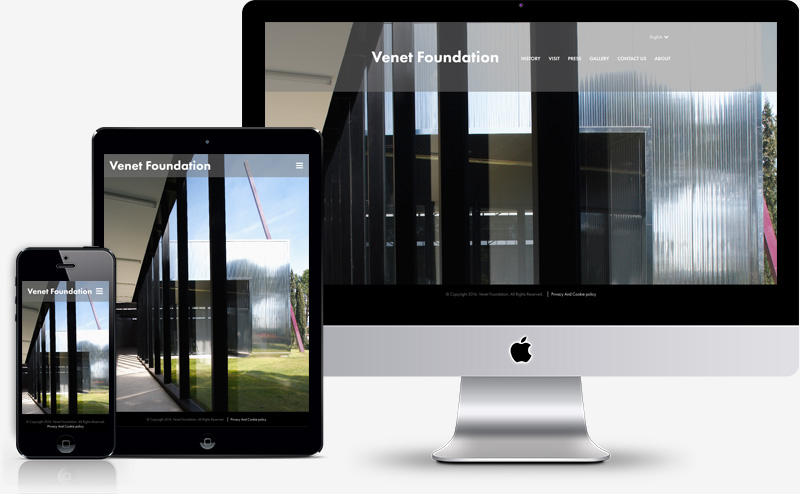 English
Venet Foundation HISTORY VISIT PRESS GALLERY CONTACT US ABOUT
© Copyright 2016. Venet Foundation. All Rights Reserved. | Privacy And Cookie policy
Venet Foundation
© Copyright 2016. Venet Foundation. All Rights Reserved. | Privacy And Cookie policy
Venet Foundation
© Copyright 2016. Venet Foundation. All Rights Reserved.
Privacy And Cookie policy